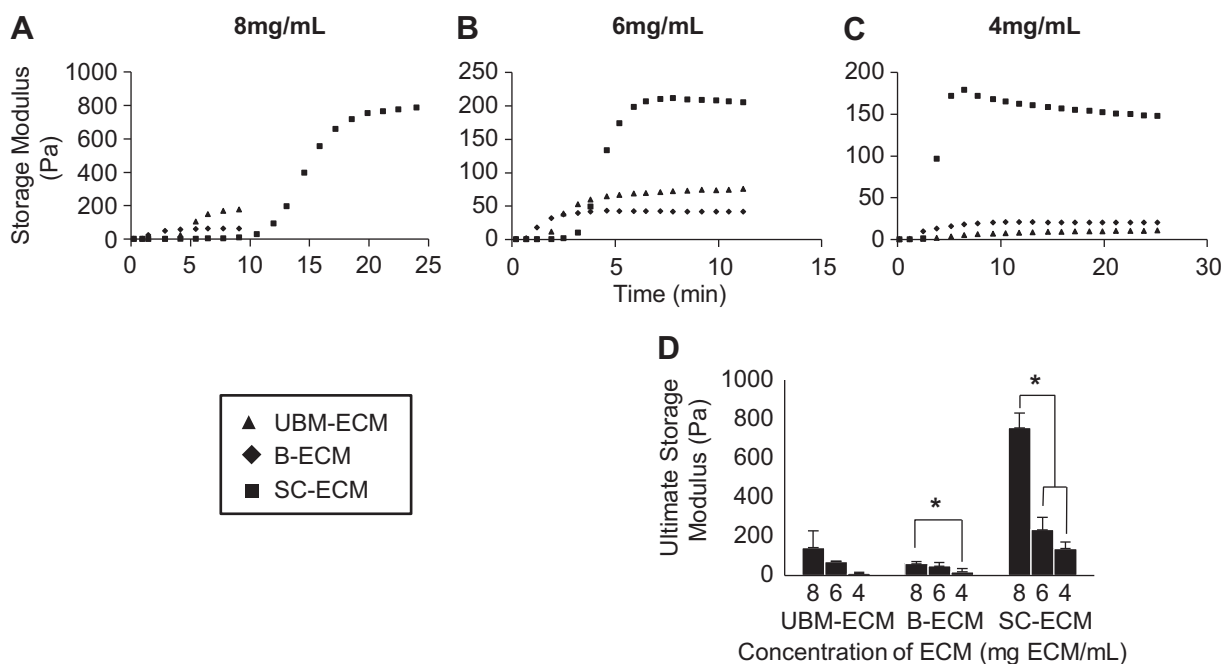 A 8mg/mL
B 6mg/mL
C 4mg/mL
Storage Modulus
(Pa)
1000
800
600
400
200
0
0 5 10 15 20 25
250
200
150
100
50
0
0 5 10 15
200
150
100
50
0
0 10 20 30
Time (min)
UBM-ECM
B-ECM
SC-ECM
D
Ultimate Storage
Modulus (Pa)
1000
800
600
400
200
0
*
*
8 6 4 8 6 4 8 6 4
UBM-ECM B-ECM SC-ECM
Concentration of ECM (mg ECM/mL)